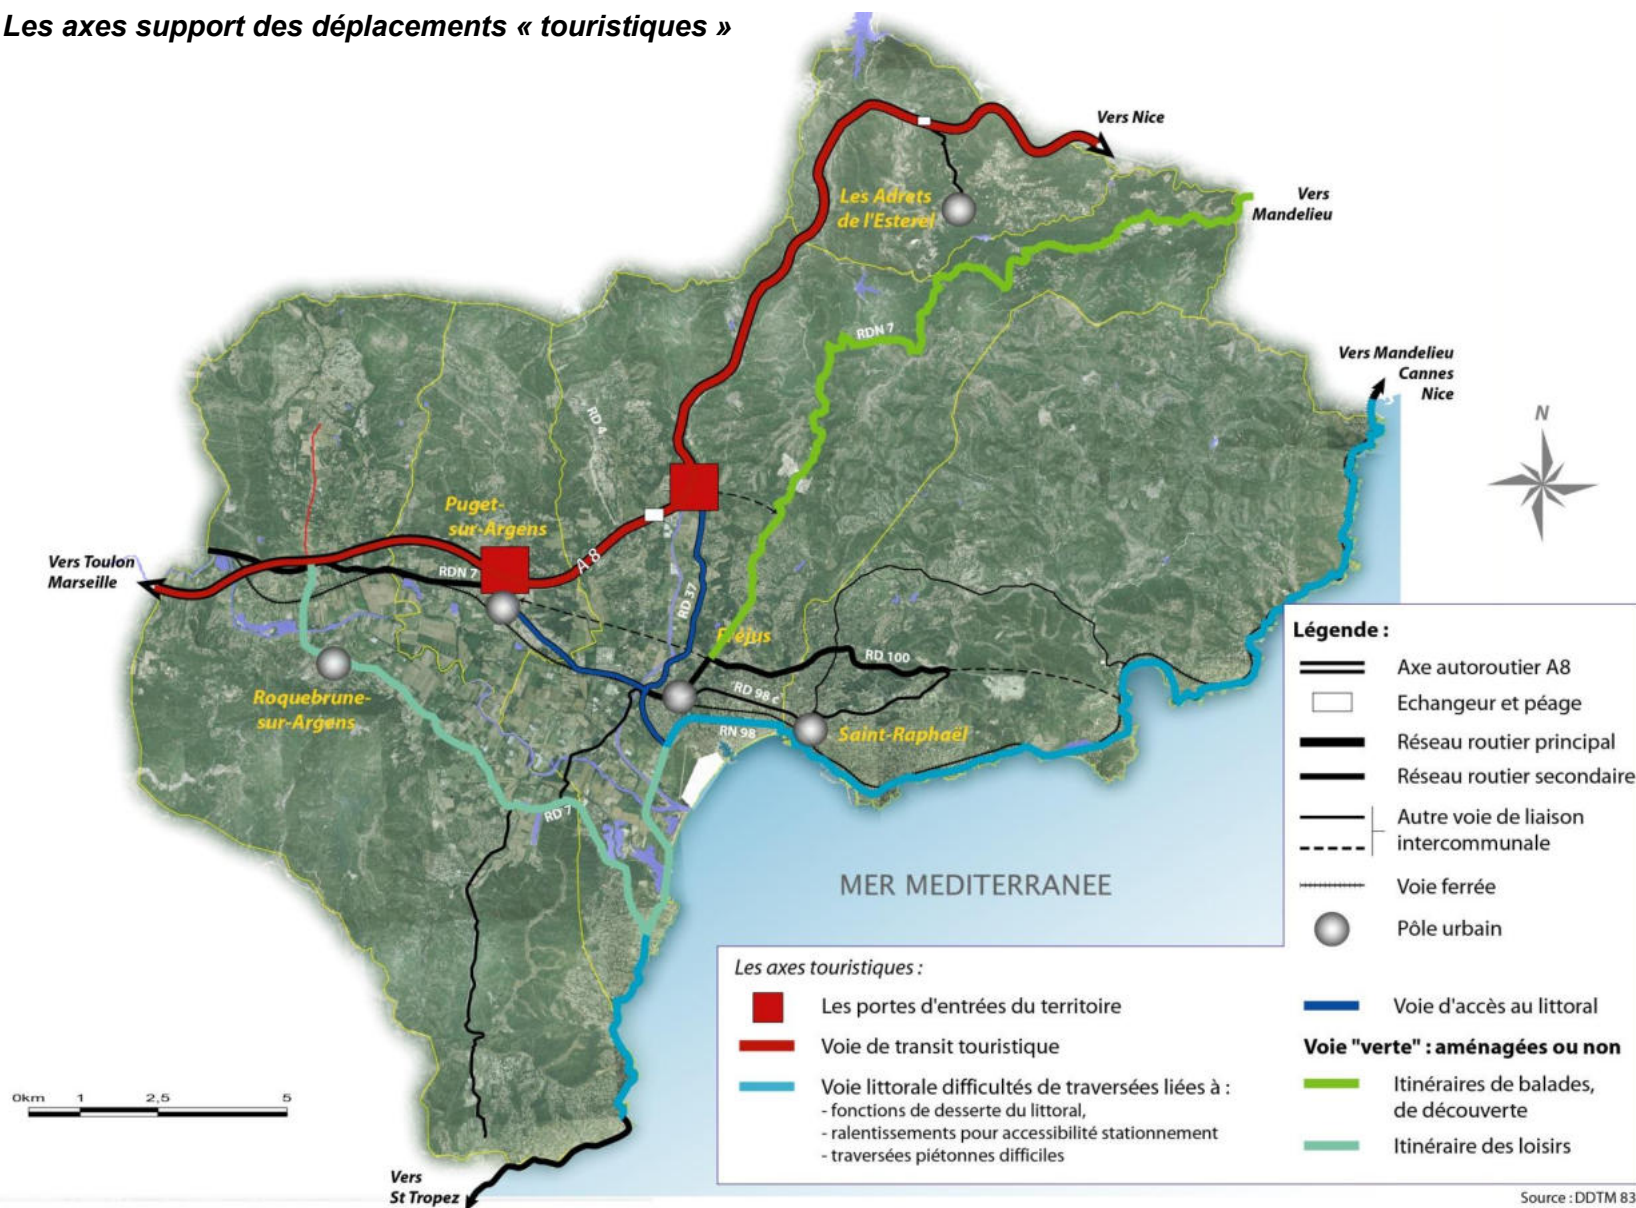 Les axes support des déplacements « touristiques »
Vers Nice
Vers
Mandelieu
Les Adrets
de l'Esterel
RDN 7
Vers Mandelieu
Cannes
Nice
N
RD 4
Puget-
sur-Argens
A 8
Vers Toulon
Marseille
RDN 7
RD 37
Fréjus
RD 100
RD 98 c
Roquebrune-
sur-Argens
RN 98
Saint-Raphaël
RD 7
MER MEDITERRANEE
Légende :
Axe autoroutier A8
Echangeur et péage
Réseau routier principal
Réseau routier secondaire
Autre voie de liaison
intercommunale
Voie ferrée
Pôle urbain
Les axes touristiques :
Les portes d'entrées du territoire
Voie de transit touristique
Voie littorale difficultés de traversées liées à :
- fonctions de desserte du littoral,
- ralentissements pour accessibilité stationnement
- traversées piétonnes difficiles
Voie d'accès au littoral
Voie "verte" : aménagées ou non
Itinéraires de balades,
de découverte
Itinéraire des loisirs
0km 1 2,5 5
Vers
St Tropez
Source : DDTM 83